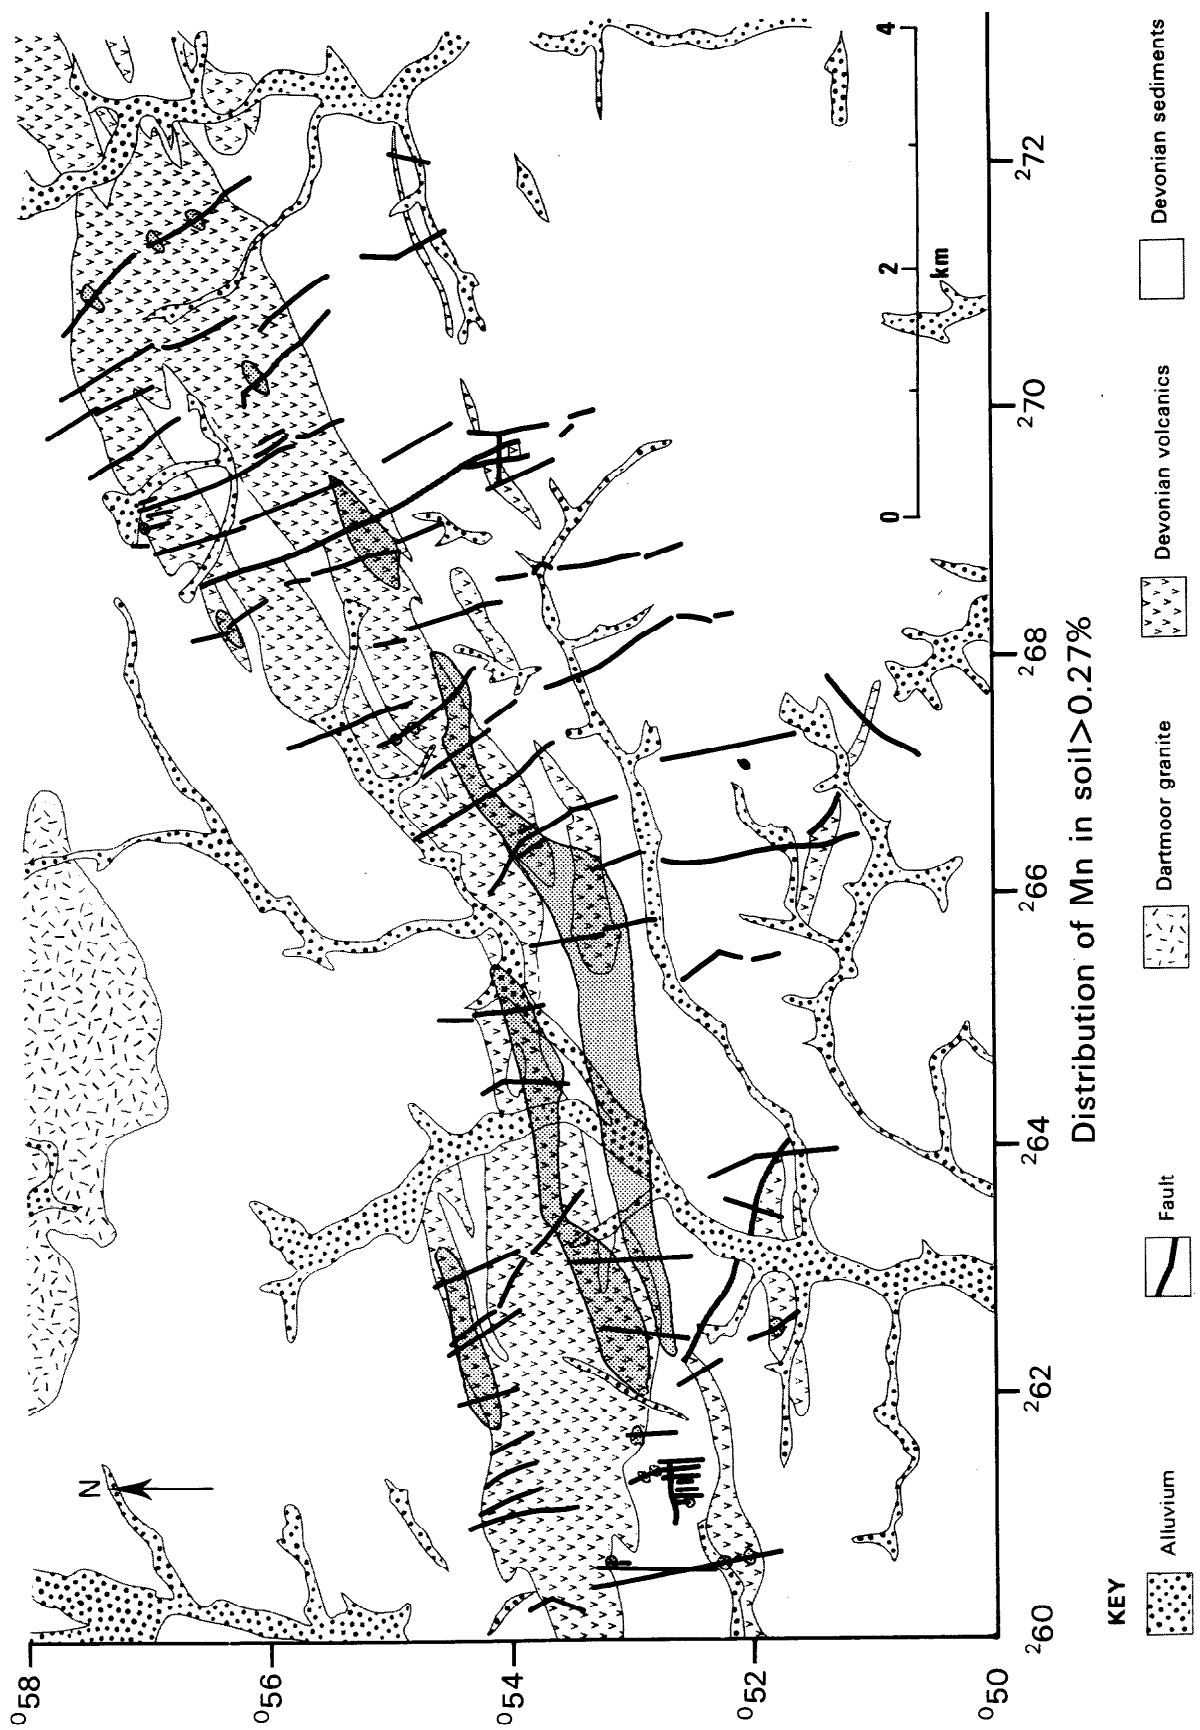 N
⁰58
⁰56
⁰54
⁰52
⁰50
²60
²62
²64
²66
²68
²70
²72
0
2
4
km
Distribution of Mn in soil>0.27%
KEY
Alluvium
Fault
Dartmoor granite
Devonian volcanics
Devonian sediments